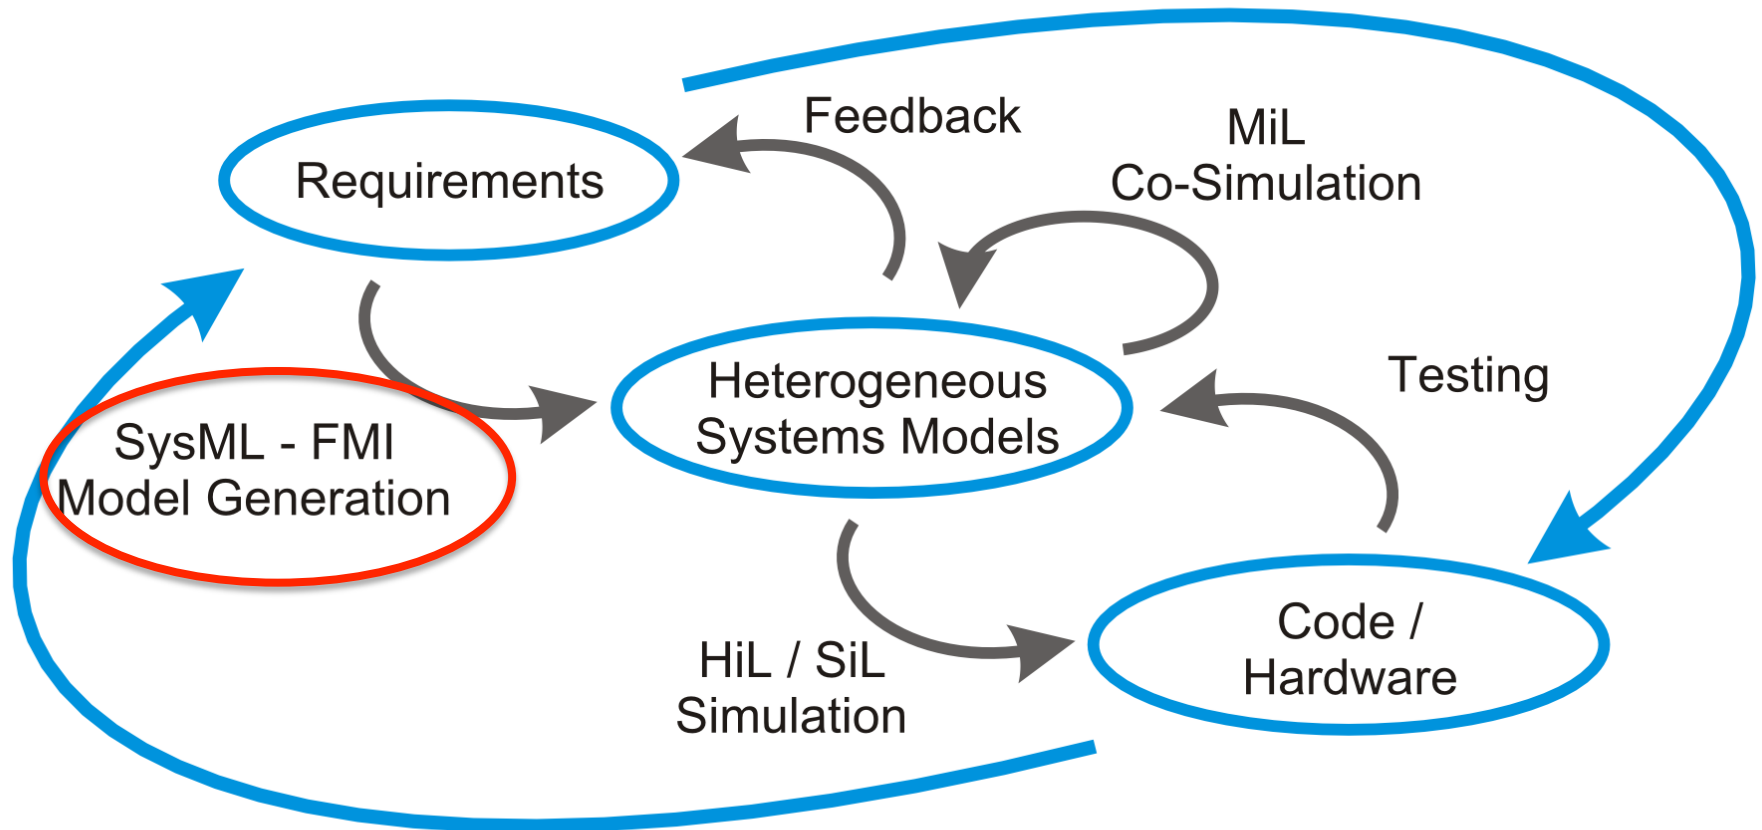 Feedback
MiL
Co-Simulation
Requirements
Heterogeneous
Systems Models
Testing
SysML - FMI
Model Generation
Code /
Hardware
HiL / SiL
Simulation